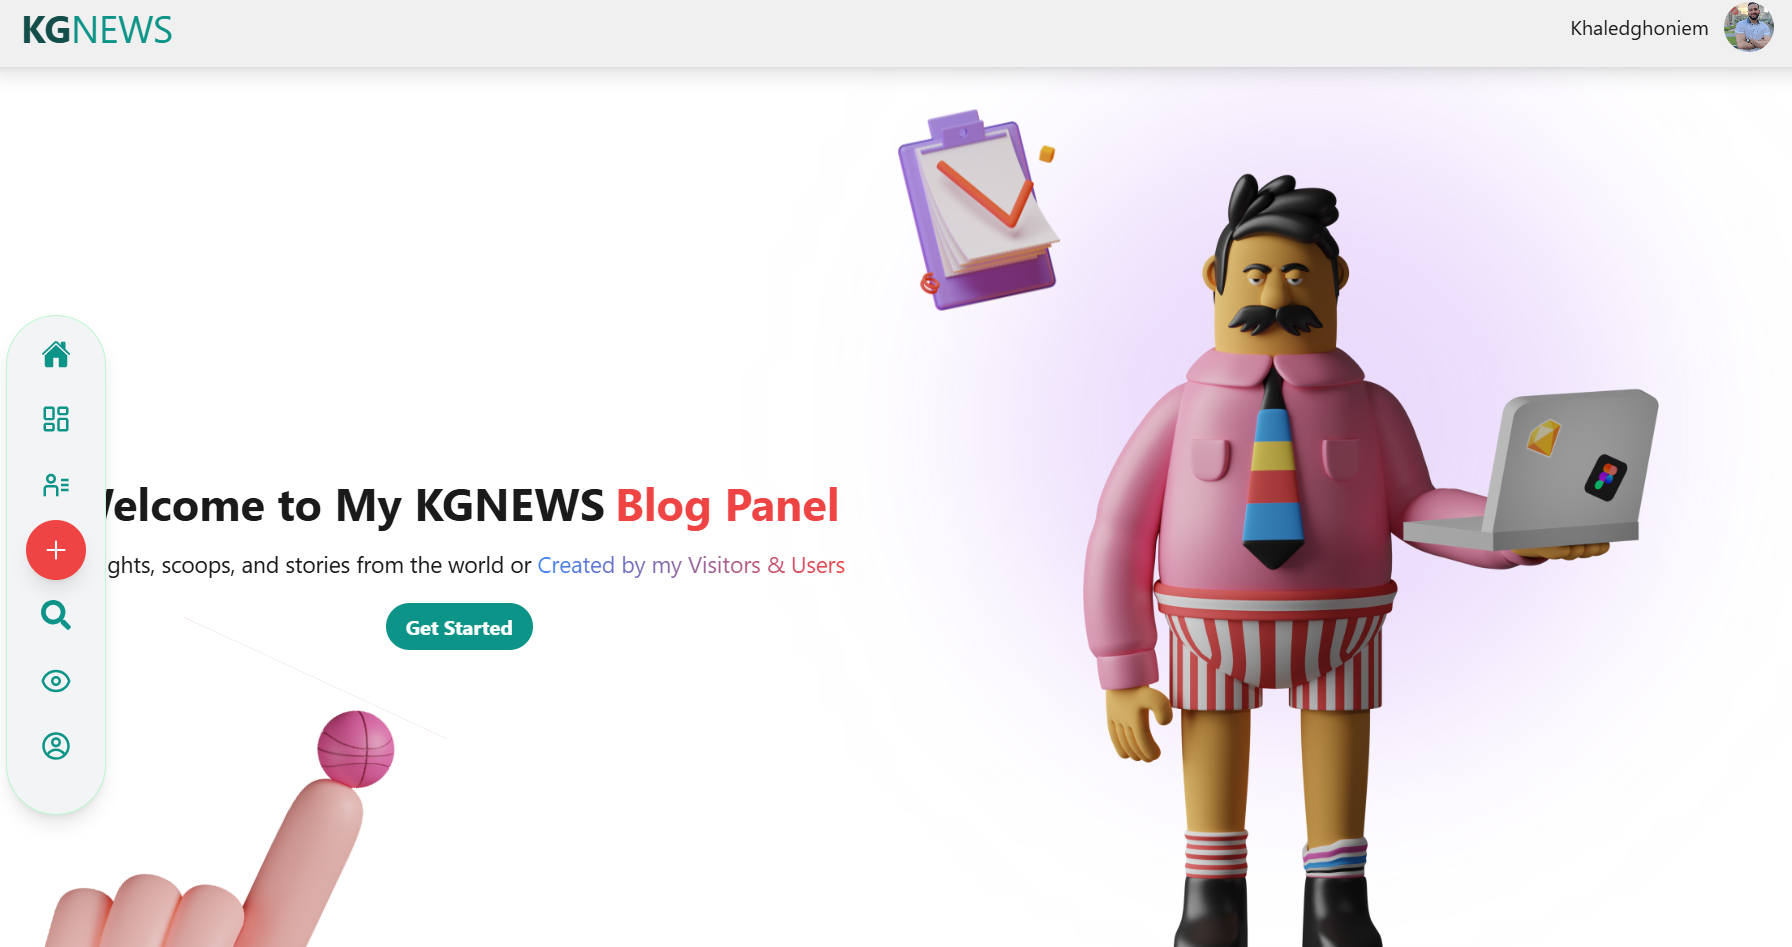 KGNEWS
Khaledghoniem
elcome to My KGNEWS Blog Panel
ghts, scoops, and stories from the world or Created by my Visitors & Users
Get Started